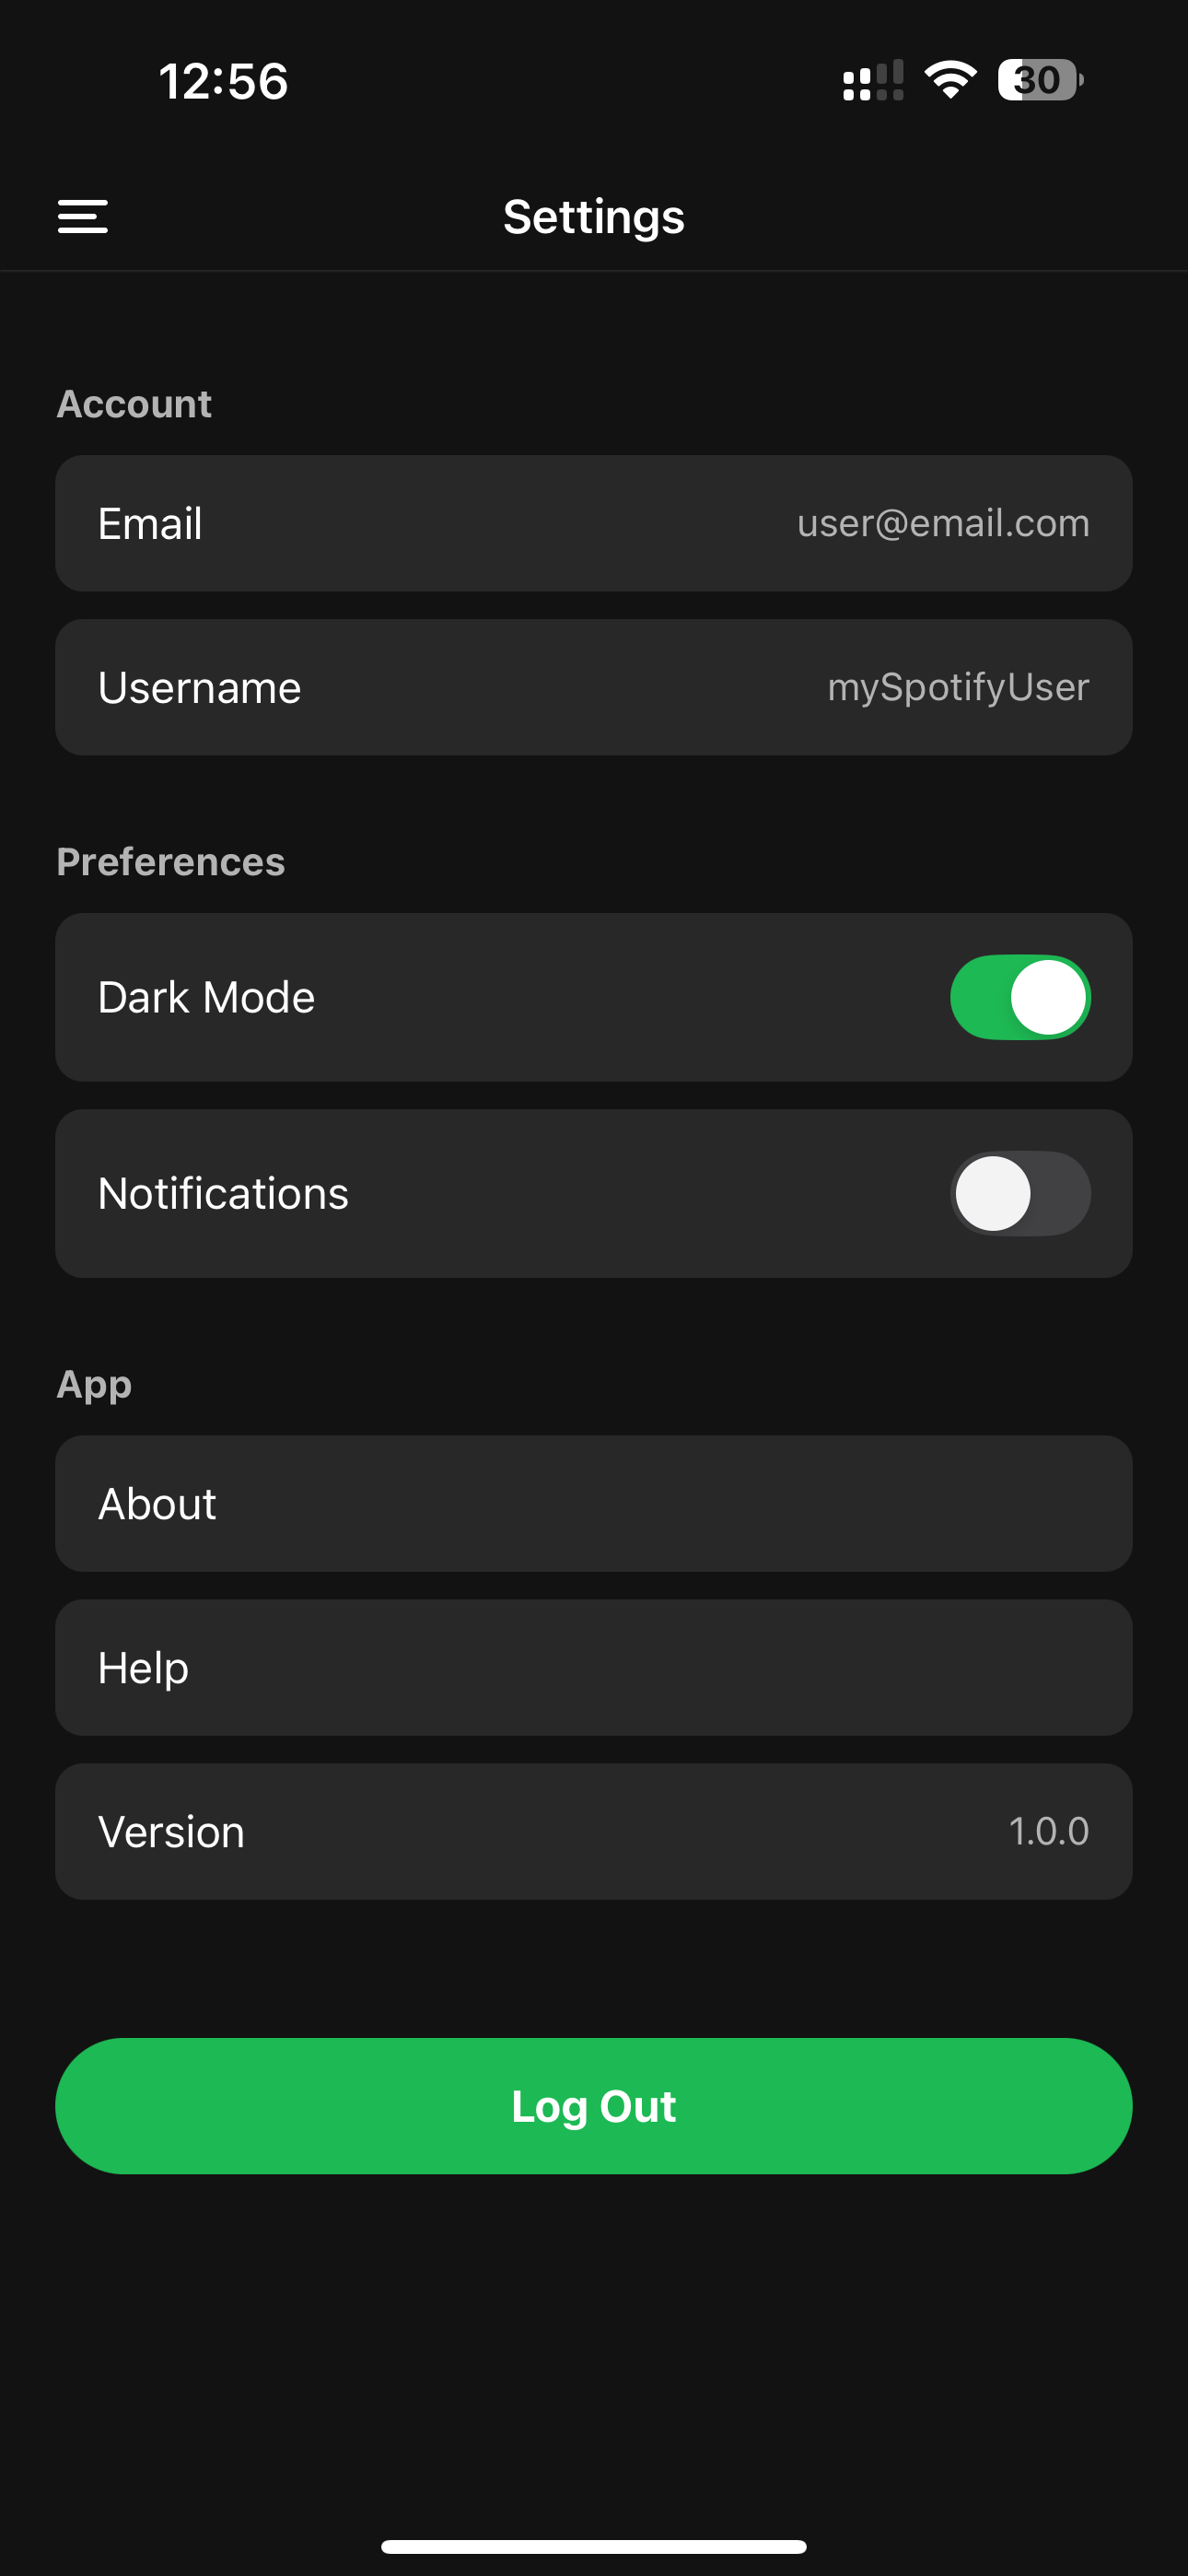 12:56
30
Settings
Account
Email user@email.com
Username mySpotifyUser
Preferences
Dark Mode
Notifications
App
About
Help
Version 1.0.0
Log Out